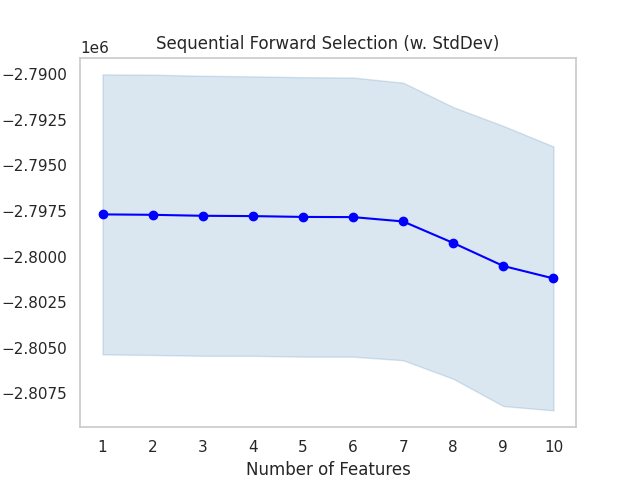 Sequential Forward Selection (w. StdDev)
1e6
−2.7900
−2.7925
−2.7950
−2.7975
−2.8000
−2.8025
−2.8050
−2.8075
1 2 3 4 5 6 7 8 9 10
Number of Features